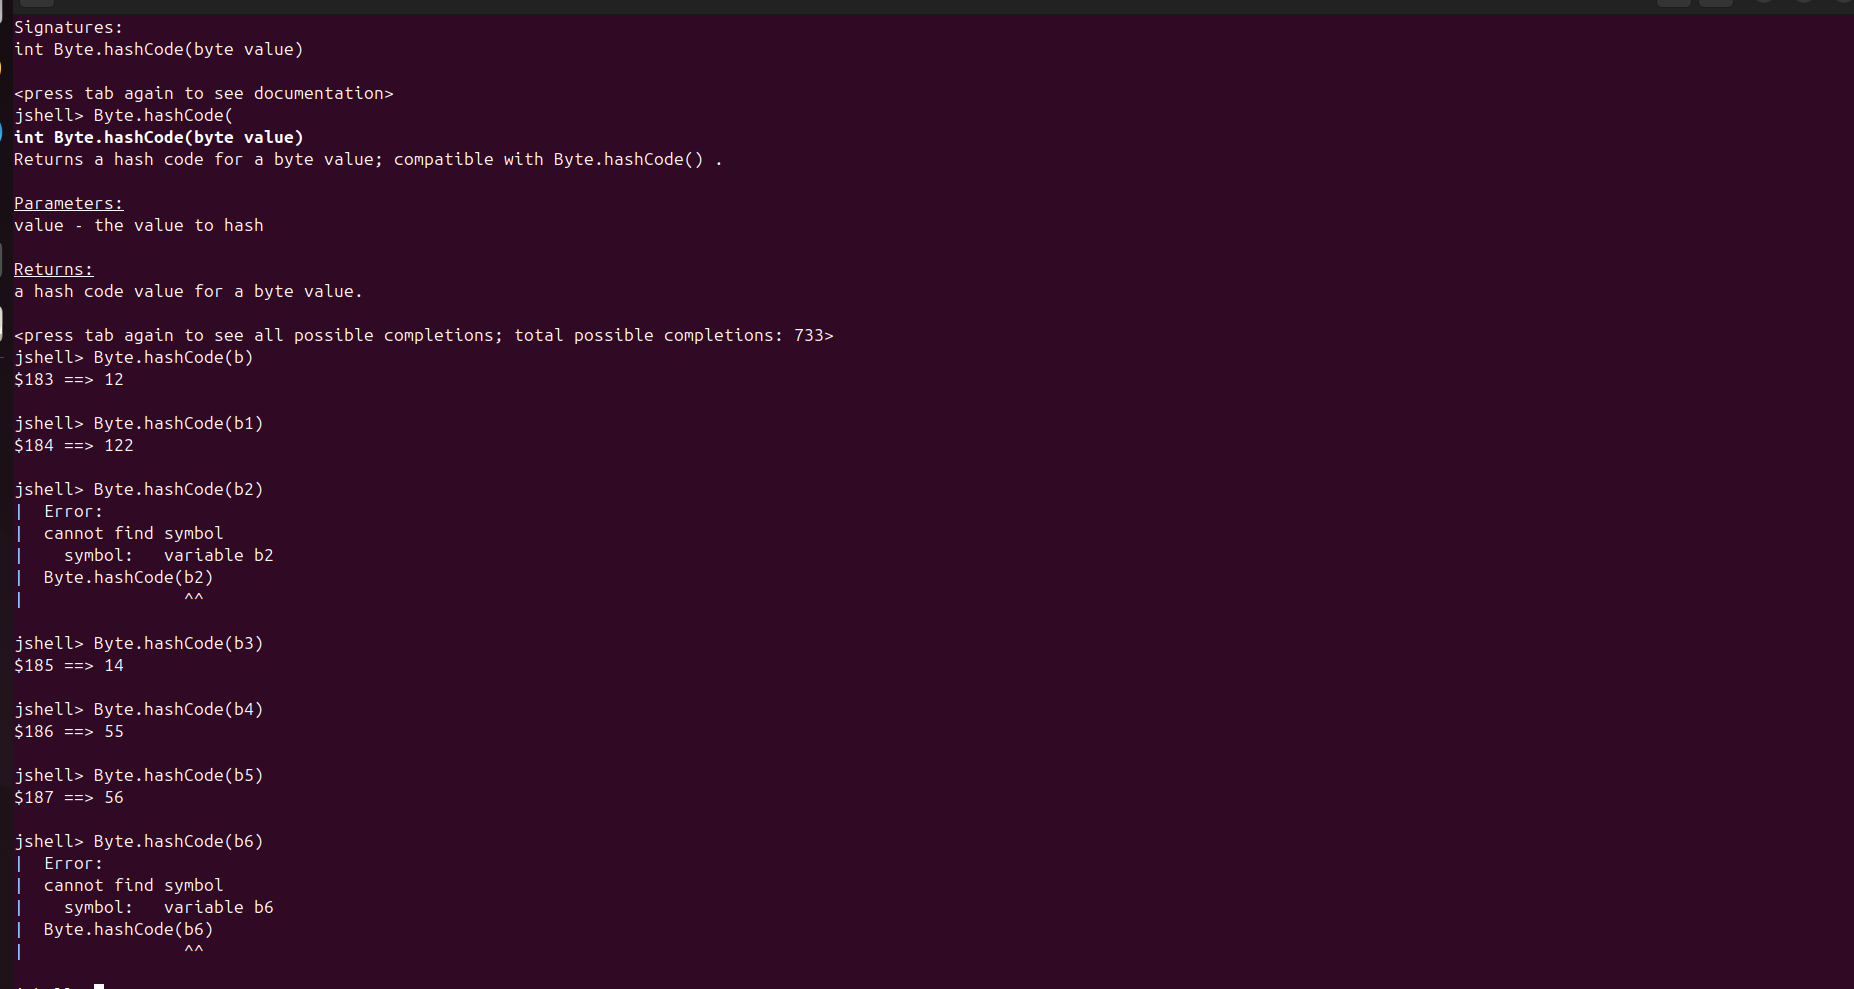 Signatures:
int Byte.hashCode(byte value)

<press tab again to see documentation>
jshell> Byte.hashCode(
int Byte.hashCode(byte value)
Returns a hash code for a byte value; compatible with Byte.hashCode() .

Parameters:
value - the value to hash

Returns:
a hash code value for a byte value.

<press tab again to see all possible completions; total possible completions: 733>
jshell> Byte.hashCode(b)
$183 ==> 12

jshell> Byte.hashCode(b1)
$184 ==> 122

jshell> Byte.hashCode(b2)
|  Error:
|  cannot find symbol
|    symbol:   variable b2
|  Byte.hashCode(b2)
|                ^^

jshell> Byte.hashCode(b3)
$185 ==> 14

jshell> Byte.hashCode(b4)
$186 ==> 55

jshell> Byte.hashCode(b5)
$187 ==> 56

jshell> Byte.hashCode(b6)
|  Error:
|  cannot find symbol
|    symbol:   variable b6
|  Byte.hashCode(b6)
|                ^^